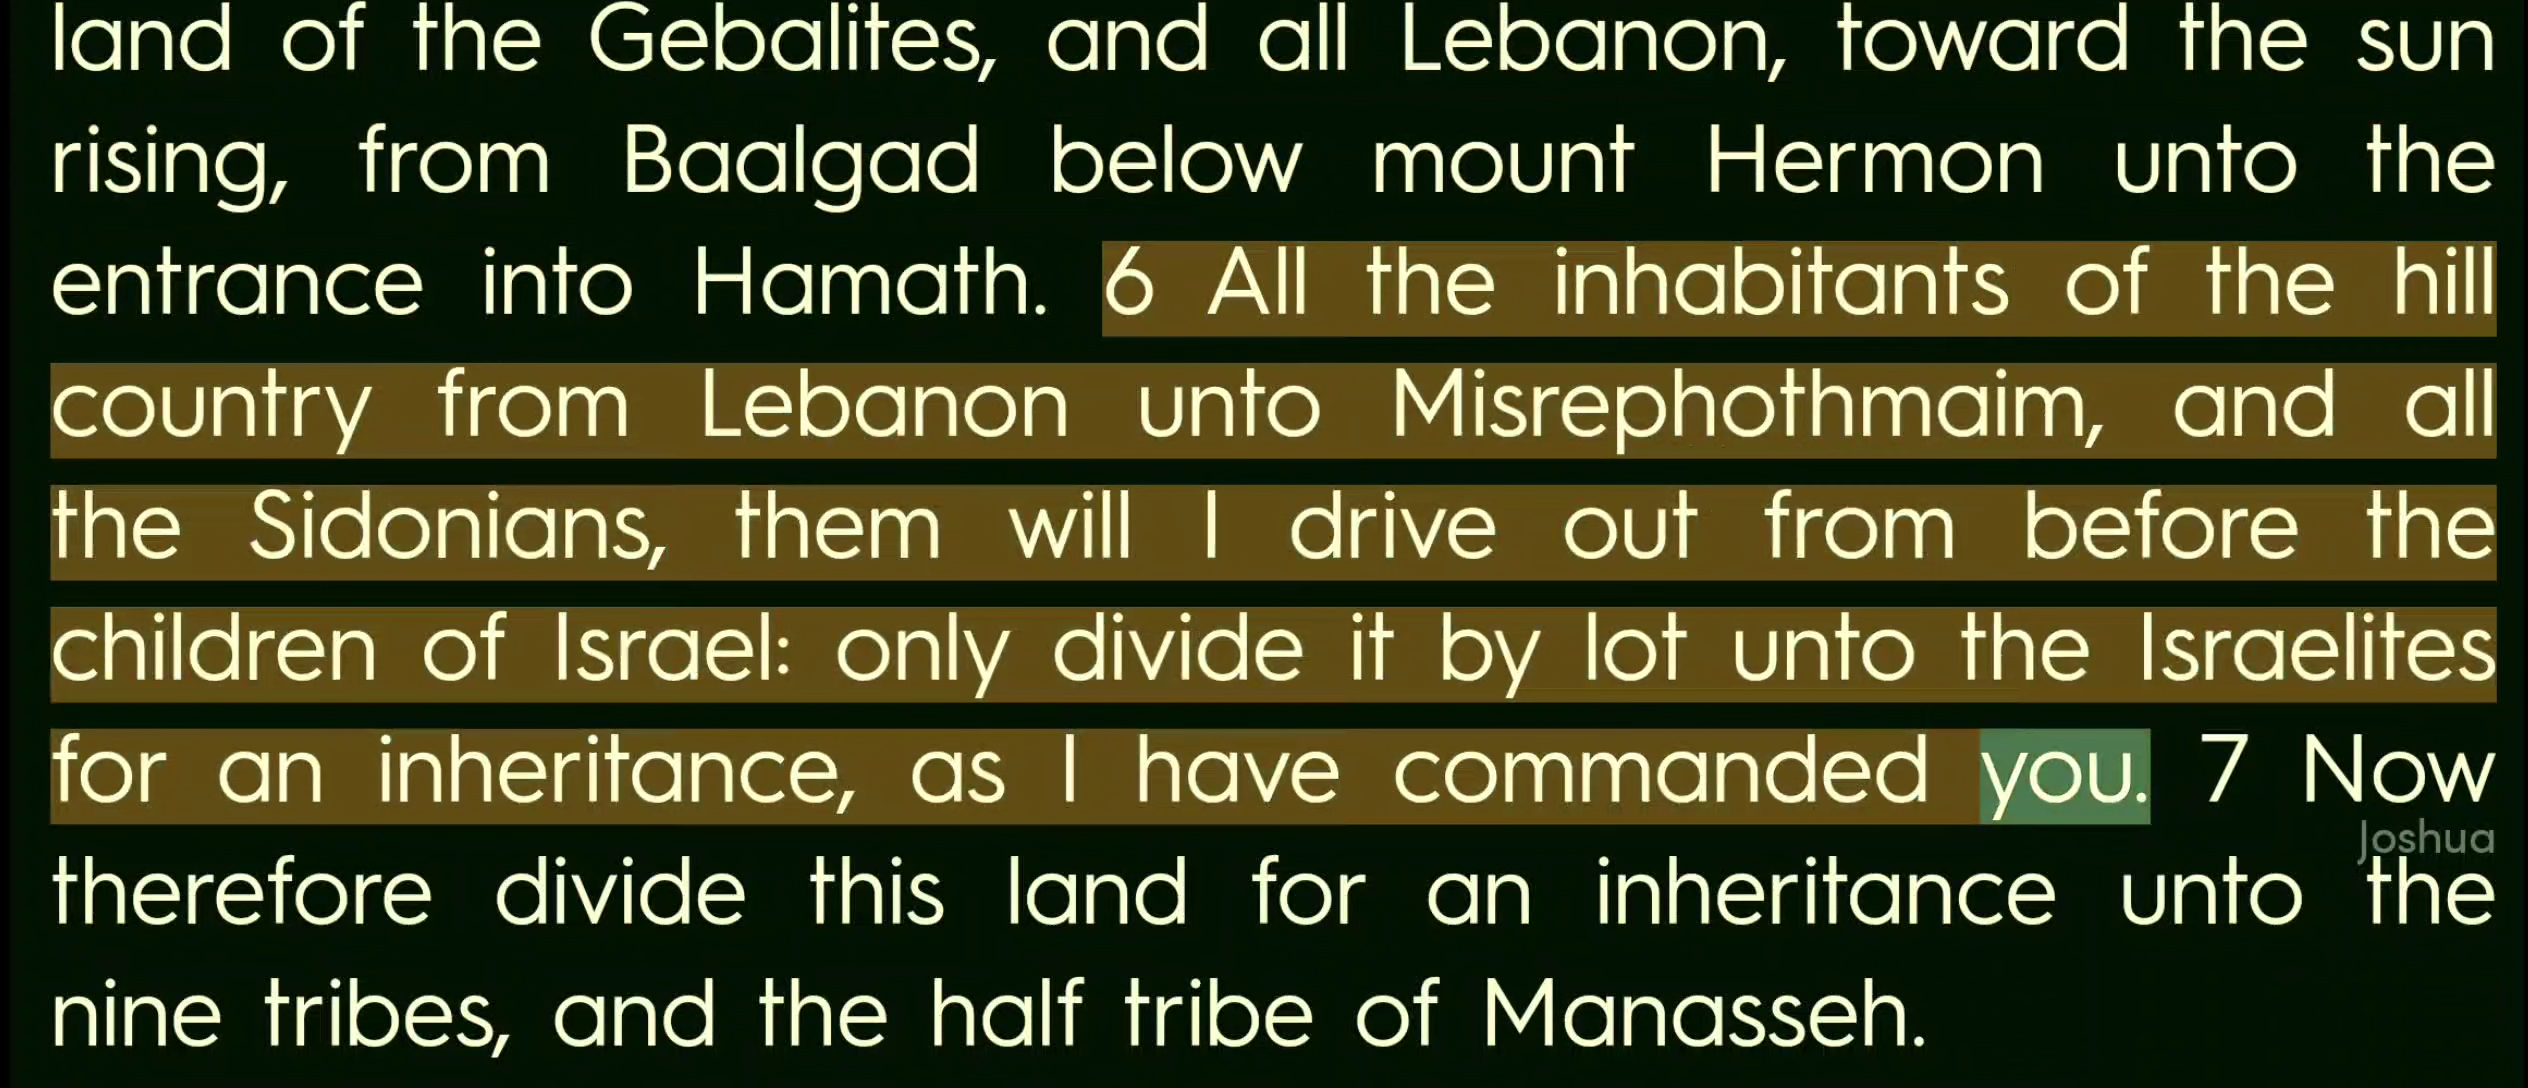 land of the Gebalites, and all Lebanon, toward the sun
rising, from Baalgad below mount Hermon unto the
entrance into Hamath. 6 All the inhabitants of the hill
country from Lebanon unto Misrephothmaim, and all
the Sidonians, them will I drive out from before the
children of Israel: only divide it by lot unto the Israelites
for an inheritance, as I have commanded you. 7 Now
Joshua
therefore divide this land for an inheritance unto the
nine tribes, and the half tribe of Manasseh.